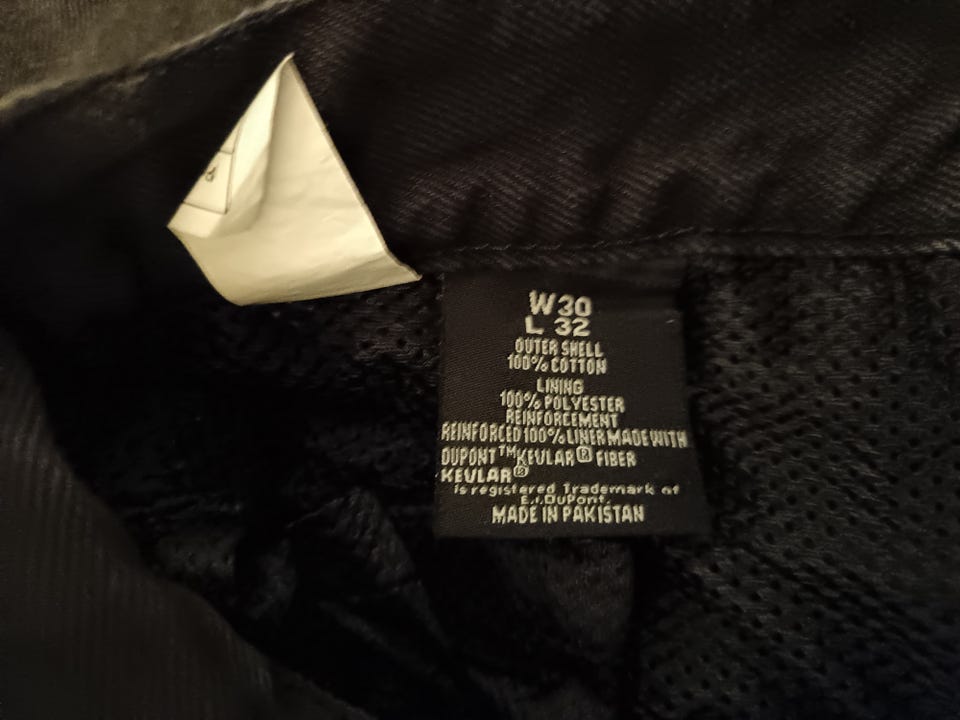 W30
L 32
OUTER SHELL
100% COTTON
LINING
100% POLYESTER
REINFORCEMENT
REINFORCED 100% LINER MADE WITH
DUPONT™ KEVLAR® FIBER
KEVLAR®
is registered Trademark of
E.I.DuPont.
MADE IN PAKISTAN